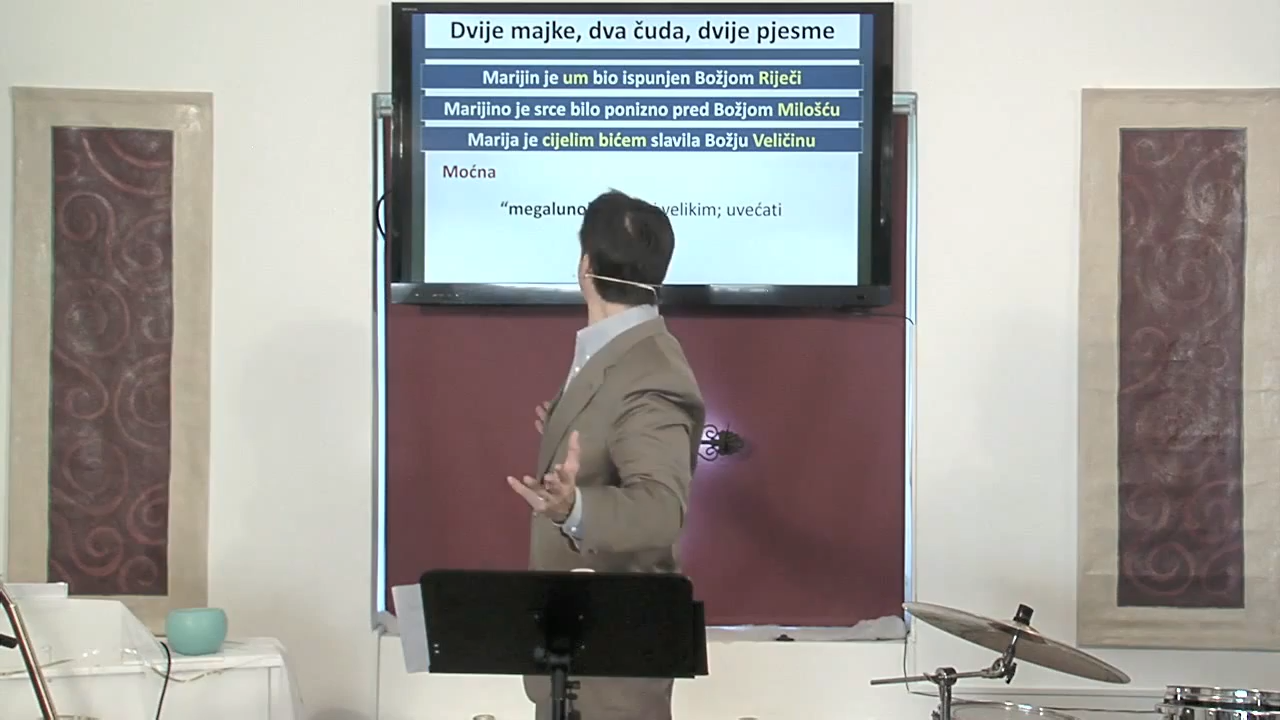 Dvije majke, dva čuda, dvije pjesme
Marijin je um bio ispunjen Božjom Riječi
Marijino je srce bilo ponizno pred Božjom Milošću
Marija je cijelim bićem slavila Božju Veličinu
Moćna
velikim; uvećati